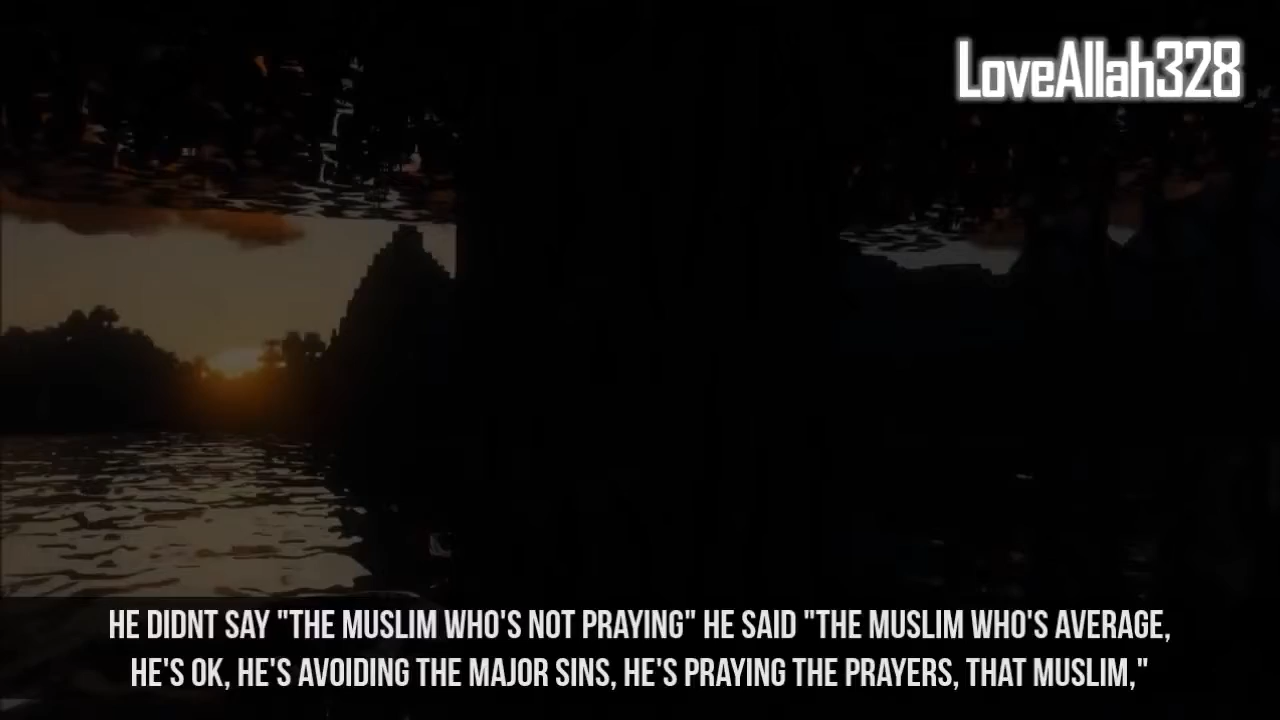 LoveAllah328
HE DIDNT SAY "THE MUSLIM WHO'S NOT PRAYING" HE SAID "THE MUSLIM WHO'S AVERAGE,
HE'S OK, HE'S AVOIDING THE MAJOR SINS, HE'S PRAYING THE PRAYERS, THAT MUSLIM,"